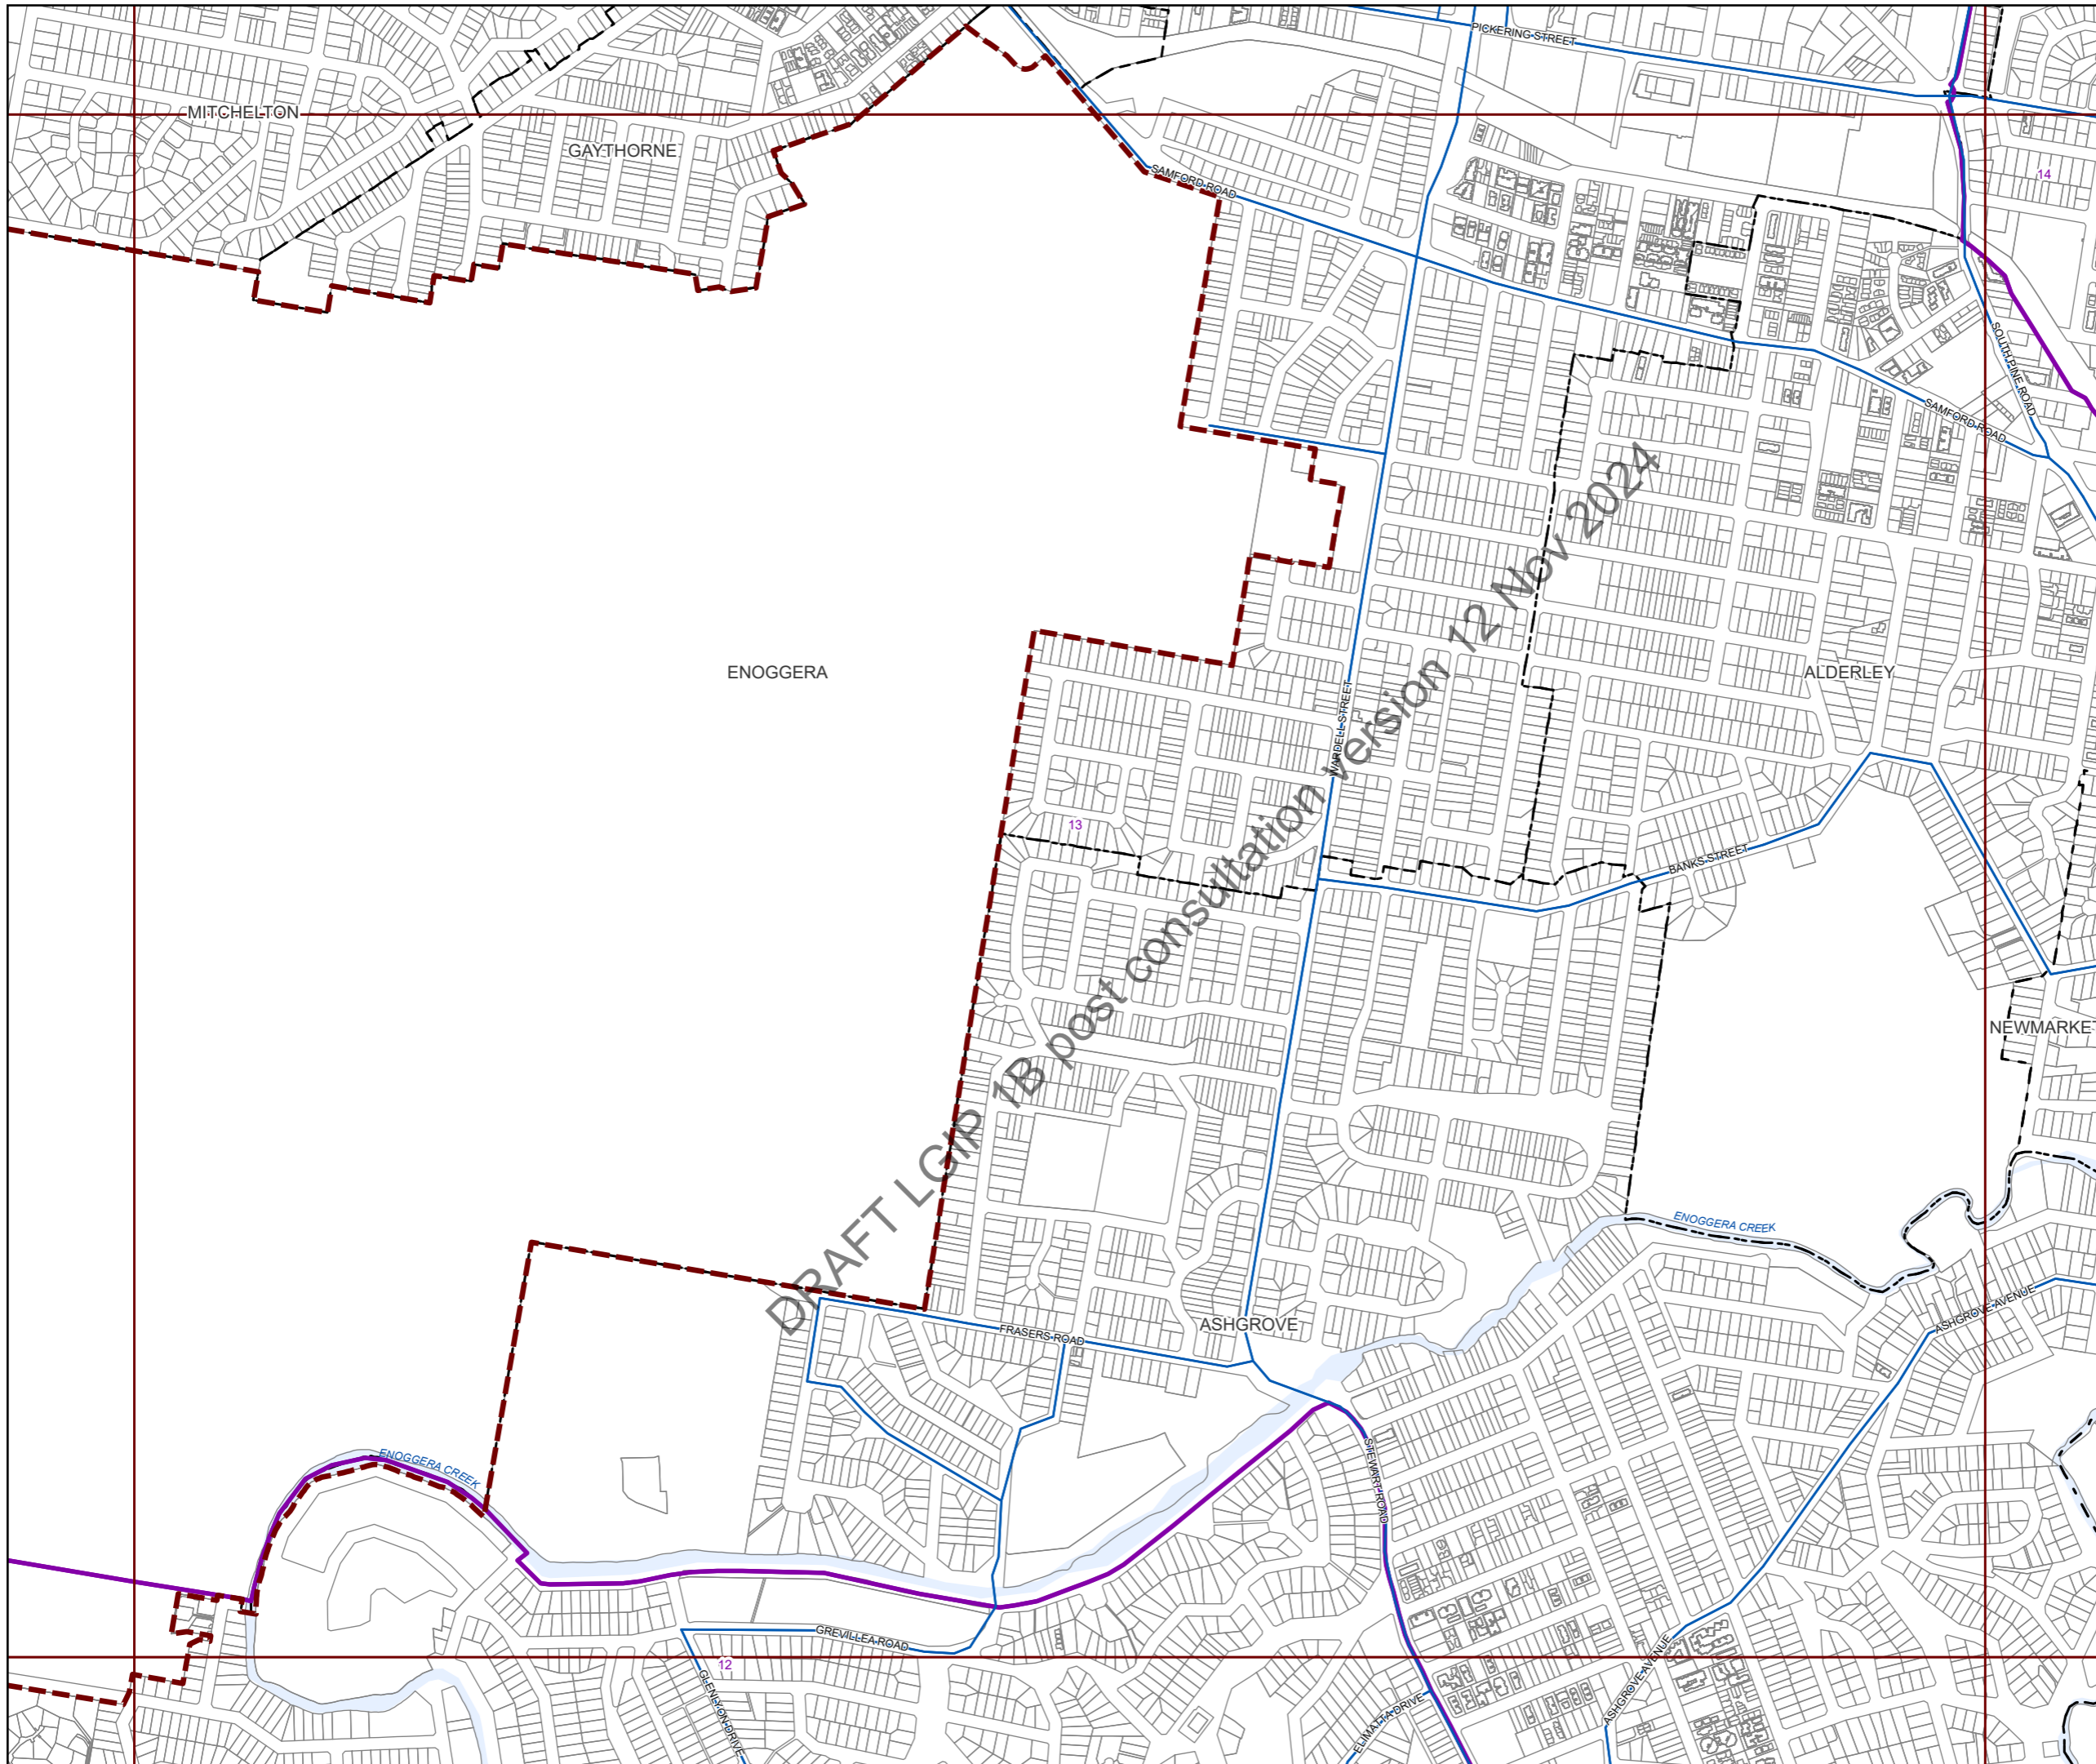 PICKERING STREET
MITCHELTON
GAYTHORNE
SAMFORD ROAD
14
SOUTH PINE ROAD
SAMFORD ROAD
ENOGGERA
ALDERLEY
WARDELL STREET
13
BANKS STREET
NEWMARKET
DRAFT LGIP 1B post consultation version 12 Nov 2024
ENOGGERA CREEK
ASHGROVE AVENUE
ASHGROVE
FRASERS ROAD
ENOGGERA CREEK
STEWART ROAD
GREVILLEA ROAD
12
GLENLYON DRIVE
ELIMATTA DRIVE
ASHGROVE AVENUE